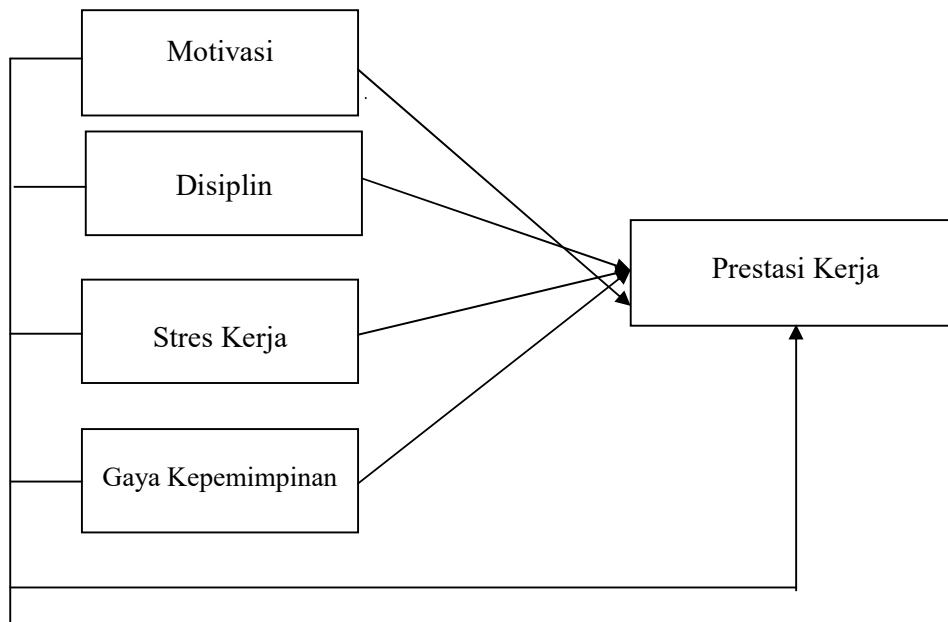 Motivasi
Disiplin
Stres Kerja
Gaya Kepemimpinan
Prestasi Kerja